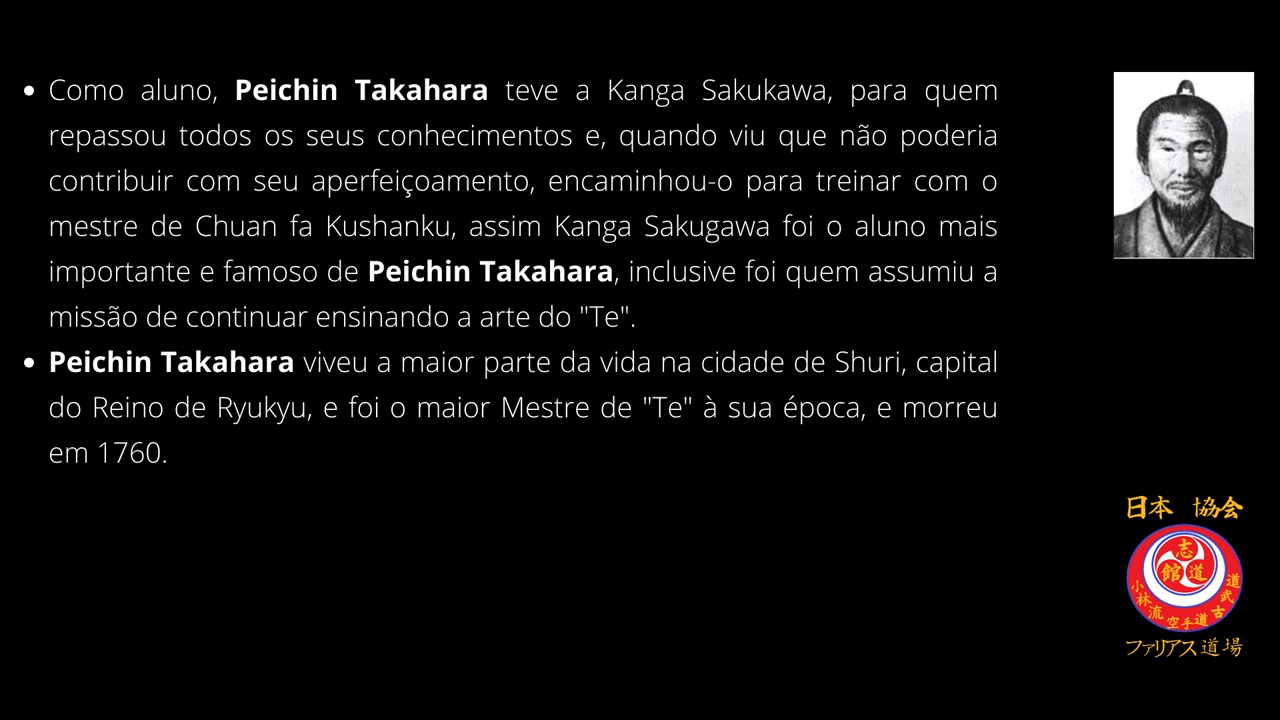 • Como aluno, Peichin Takahara teve a Kanga Sakukawa, para quem
repassou todos os seus conhecimentos e, quando viu que não poderia
contribuir com seu aperfeiçoamento, encaminhou-o para treinar com o
mestre de Chuan fa Kushanku, assim Kanga Sakugawa foi o aluno mais
importante e famoso de Peichin Takahara, inclusive foi quem assumiu a
missão de continuar ensinando a arte do "Te".
• Peichin Takahara viveu a maior parte da vida na cidade de Shuri, capital
do Reino de Ryukyu, e foi o maior Mestre de "Te" à sua época, e morreu
em 1760.
日本 協会
志
館道
小林流空手道古武道
ファリアス道場